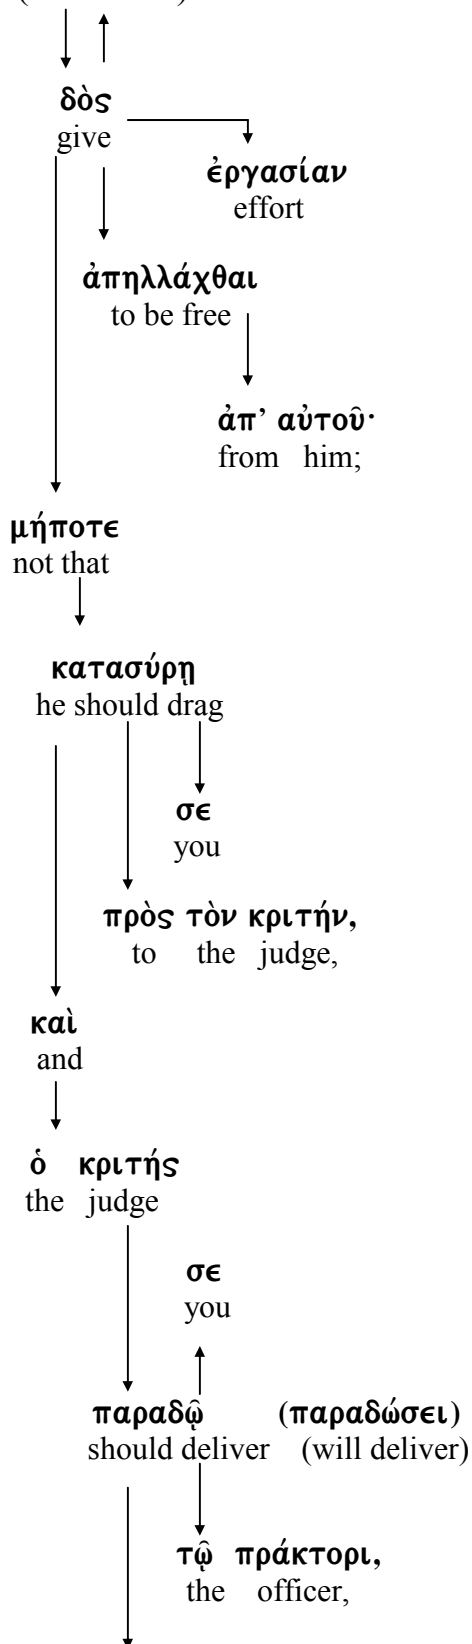 δὸς
give
ἐργασίαν
effort
ἀπηλλάχθαι
to be free
ἀπ’ αὐτοῦ·
from him;
μήποτε
not that
κατασύρῃ
he should drag
σε
you
πρὸς τὸν κριτήν,
to the judge,
καὶ
and
ὁ κριτής
the judge
σε
you
παραδῷ (παραδώσει)
should deliver (will deliver)
τῷ πράκτορι,
the officer,